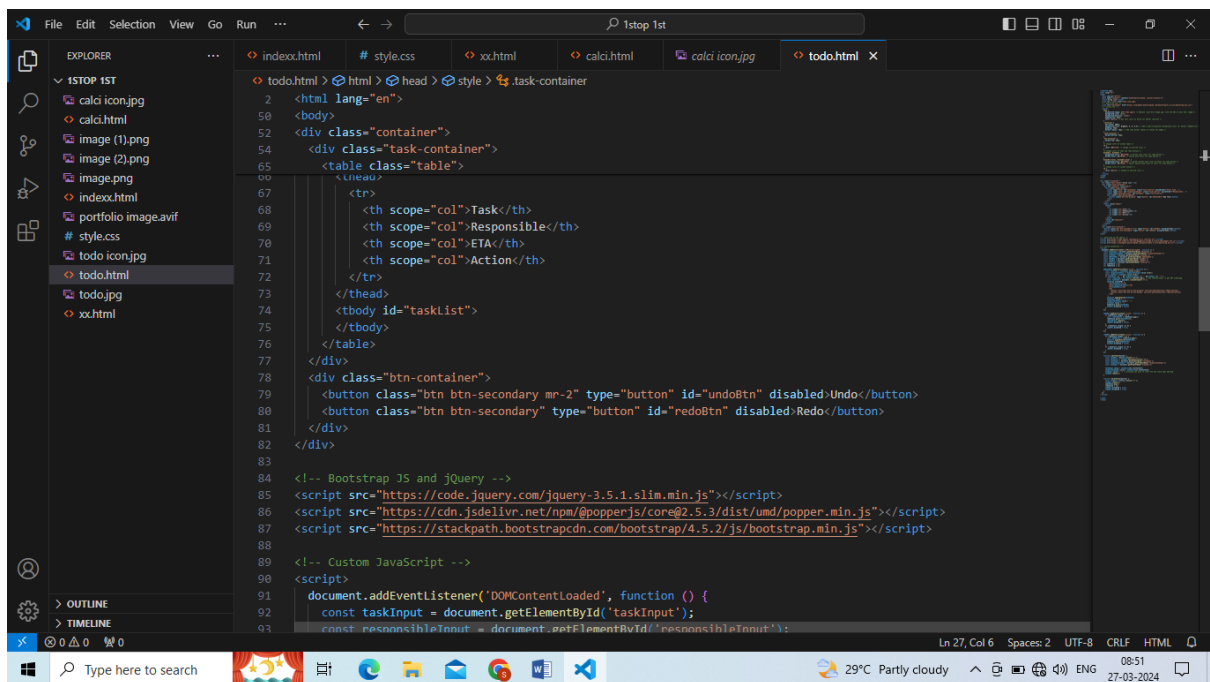 File Edit Selection View Go Run ··· ← → 1stop 1st
EXPLORER ···
1STOP 1ST
calci icon.jpg
calci.html
image (1).png
image (2).png
image.png
indexx.html
portfolio image.avif
# style.css
todo icon.jpg
todo.html
todo.jpg
xx.html
OUTLINE
TIMELINE
indexx.html # style.css xx.html calci.html calci icon.jpg todo.html
todo.html > html > head > style > .task-container
2 <html lang="en">
50 <body>
52 <div class="container">
54 <div class="task-container">
65 <table class="table">
66 <thead>
67 <tr>
68 <th scope="col">Task</th>
69 <th scope="col">Responsible</th>
70 <th scope="col">ETA</th>
71 <th scope="col">Action</th>
72 </tr>
73 </thead>
74 <tbody id="taskList">
75 </tbody>
76 </table>
77 </div>
78 <div class="btn-container">
79 <button class="btn btn-secondary mr-2" type="button" id="undoBtn" disabled>Undo</button>
80 <button class="btn btn-secondary" type="button" id="redoBtn" disabled>Redo</button>
81 </div>
82 </div>
83
84 <!-- Bootstrap JS and jQuery -->
85 <script src="https://code.jquery.com/jquery-3.5.1.slim.min.js"></script>
86 <script src="https://cdn.jsdelivr.net/npm/@popperjs/core@2.5.3/dist/umd/popper.min.js"></script>
87 <script src="https://stackpath.bootstrapcdn.com/bootstrap/4.5.2/js/bootstrap.min.js"></script>
88
89 <!-- Custom JavaScript -->
90 <script>
91 document.addEventListener('DOMContentLoaded', function () {
92 const taskInput = document.getElementById('taskInput');
93 const responsibleInput = document.getElementById('responsibleInput');
0 0 0 Ln 27, Col 6 Spaces: 2 UTF-8 CRLF HTML
Type here to search 29°C Partly cloudy ENG 08:51
27-03-2024